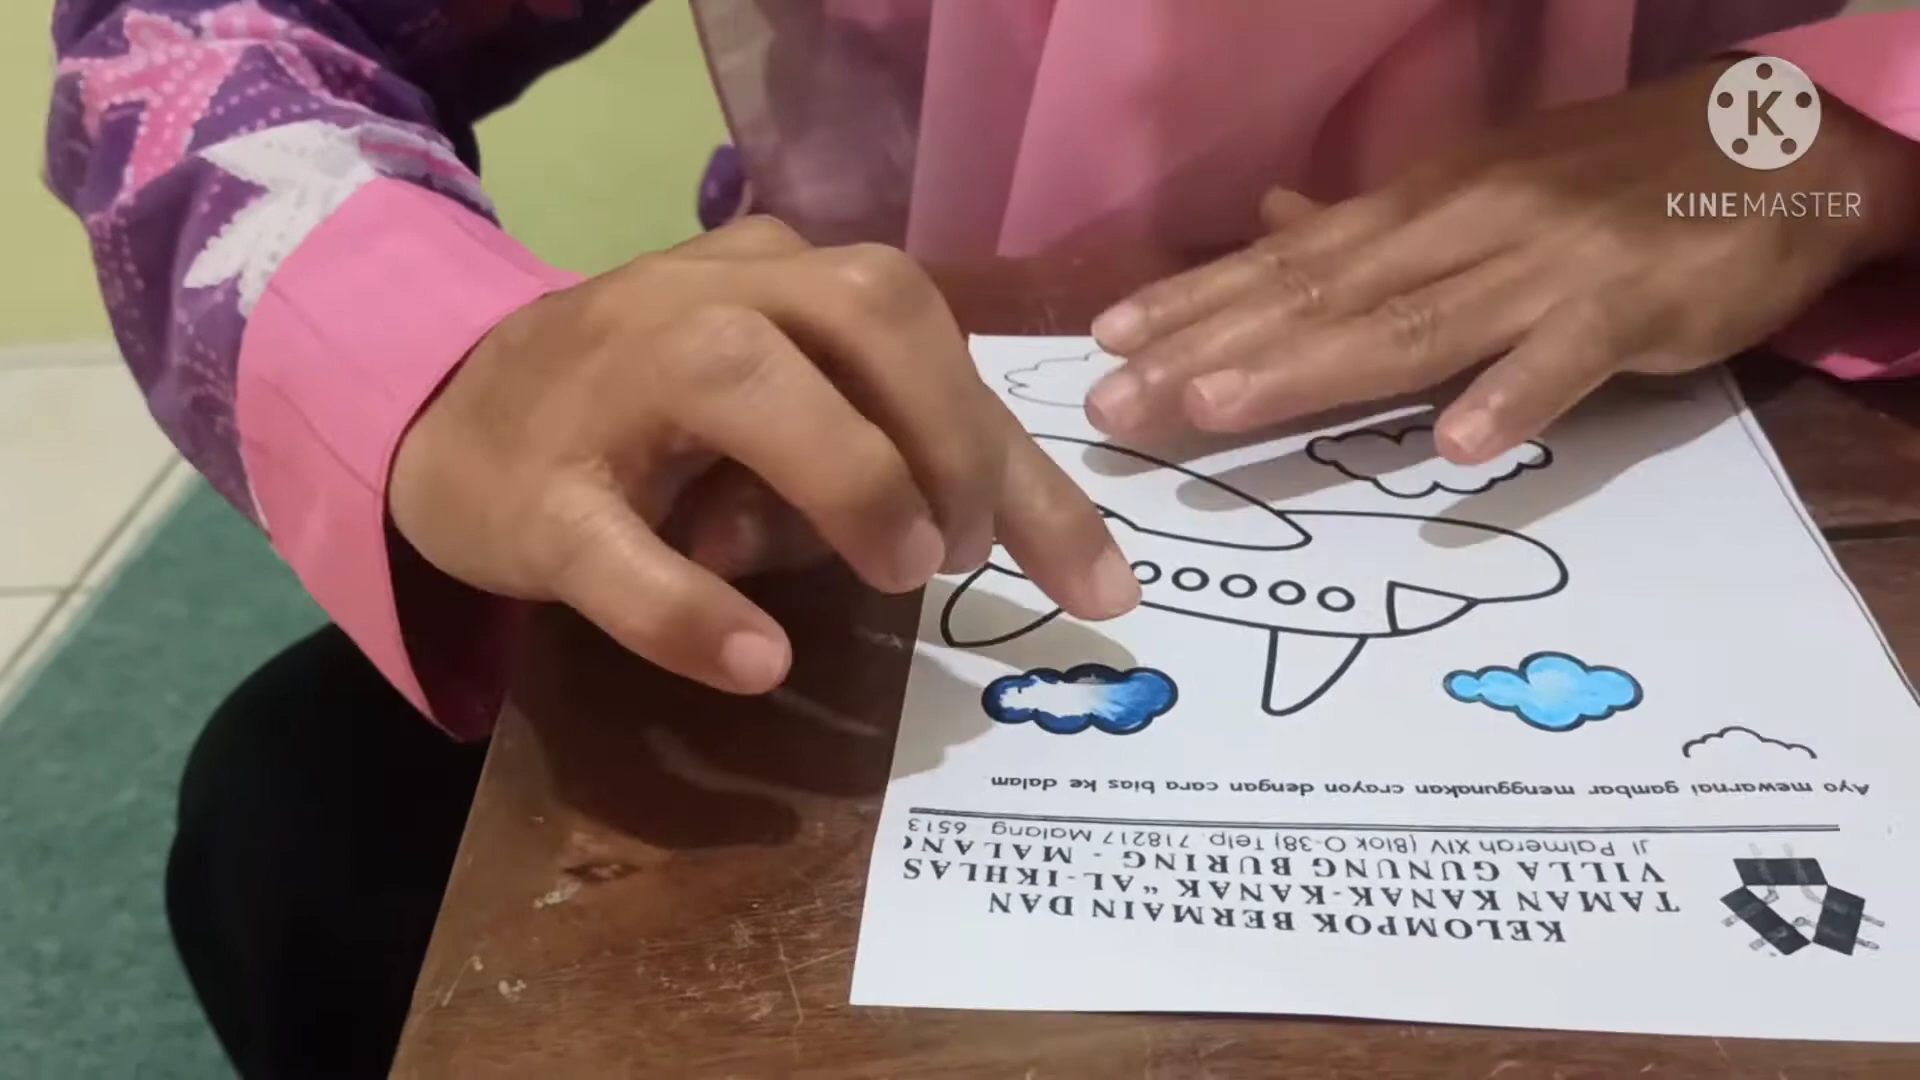 K
KINEMASTER
KELOMPOK BERMAIN DAN
TAMAN KANAK-KANAK “AL-IKHLAS
VILLA GUNUNG BURING - MALANG
Jl Palmerah XIV (Blok O-38) Telp. 718217 Malang 6513
Ayo mewarnai gambar menggunakan crayon dengan cara bias ke dalam